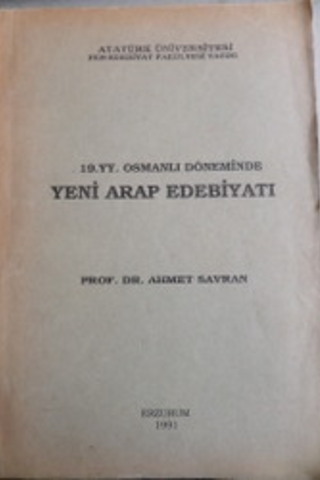 ATATÜRK ÜNİVERSİTESİ
FEN-EDEBİYAT FAKÜLTESİ YAYINI
19.YY. OSMANLI DÖNEMİNDE
YENİ ARAP EDEBİYATI
PROF. DR. AHMET SAVRAN
ERZURUM
1991